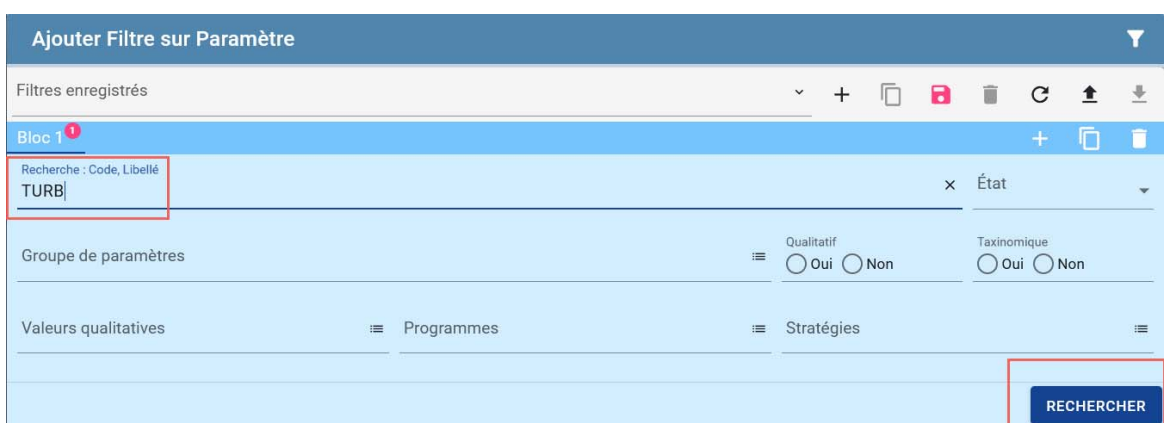 Ajouter Filtre sur Paramètre
Filtres enregistrés
Bloc 1 1
Recherche : Code, Libellé
TURB
État
Groupe de paramètres
Qualitatif
Oui Non
Taxinomique
Oui Non
Valeurs qualitatives
Programmes
Stratégies
RECHERCHER